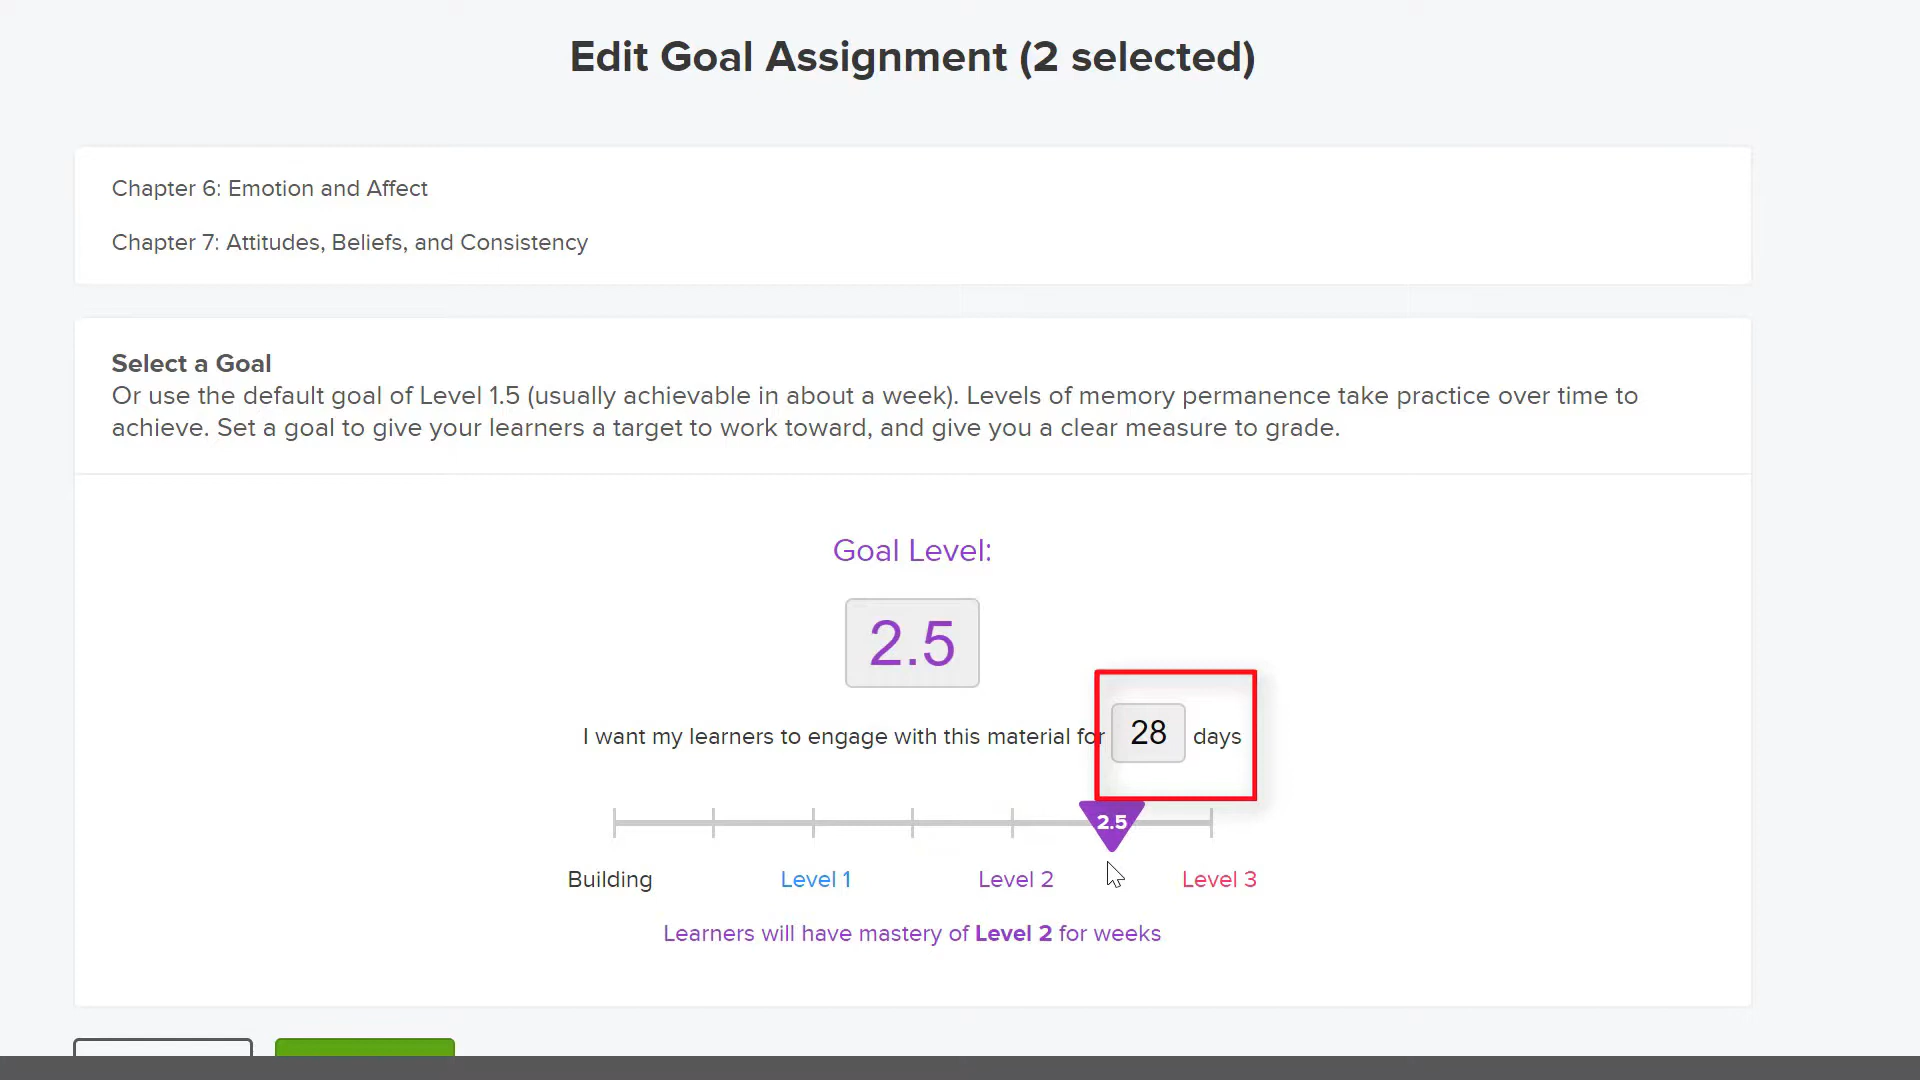 Edit Goal Assignment (2 selected)
Chapter 6: Emotion and Affect
Chapter 7: Attitudes, Beliefs, and Consistency
Select a Goal
Or use the default goal of Level 1.5 (usually achievable in about a week). Levels of memory permanence take practice over time to
achieve. Set a goal to give your learners a target to work toward, and give you a clear measure to grade.
Goal Level:
2.5
I want my learners to engage with this material for 28 days
2.5
Building Level 1 Level 2 Level 3
Learners will have mastery of Level 2 for weeks